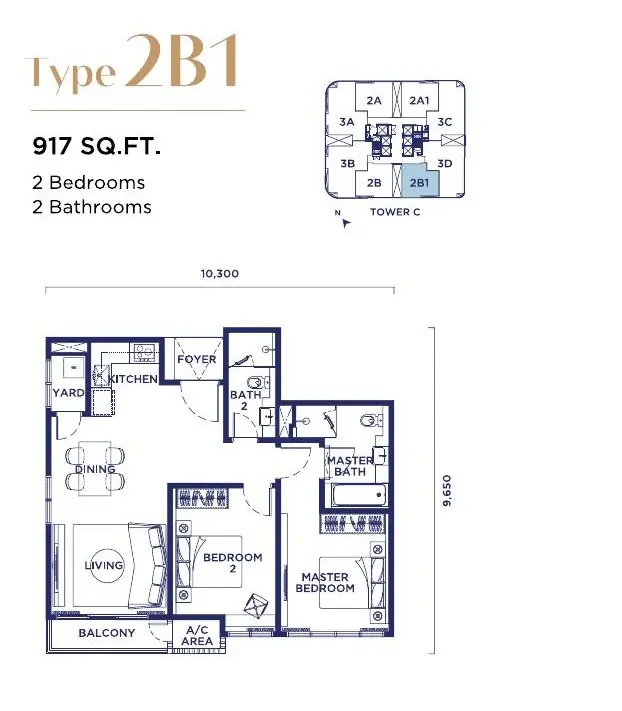 Type 2B1
917 SQ.FT.
2 Bedrooms
2 Bathrooms
2A
2A1
3A
3C
3B
3D
2B
2B1
N
TOWER C
10,300
FOYER
KITCHEN
YARD
BATH
2
DINING
MASTER
BATH
9,650
LIVING
BEDROOM
2
MASTER
BEDROOM
BALCONY
A/C
AREA